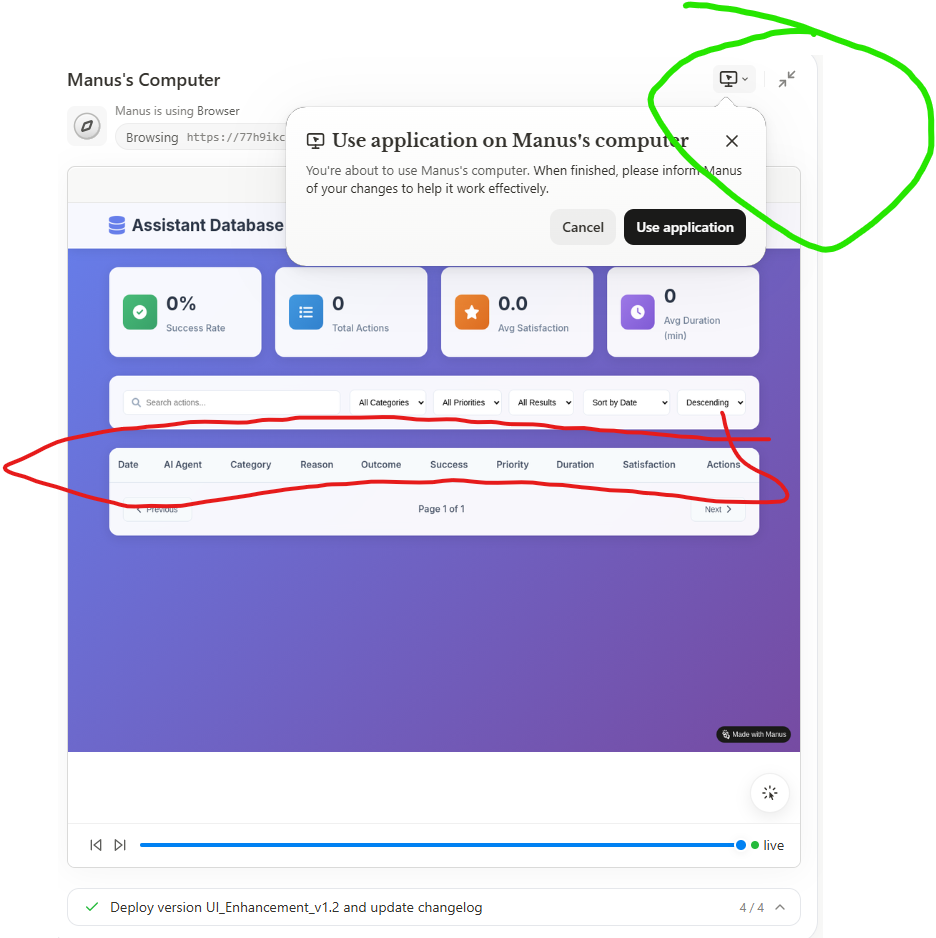 Manus's Computer
Manus is using Browser
Browsing https://77h9ikc
Use application on Manus's computer
You're about to use Manus's computer. When finished, please inform Manus
of your changes to help it work effectively.
Cancel
Use application
Assistant Database
0%
Success Rate
0
Total Actions
0.0
Avg Satisfaction
0
Avg Duration
(min)
Search actions...
All Categories
All Priorities
All Results
Sort by Date
Descending
Date AI Agent Category Reason Outcome Success Priority Duration Satisfaction Actions
Previous
Page 1 of 1
Next
Made with Manus
live
Deploy version UI_Enhancement_v1.2 and update changelog
4 / 4